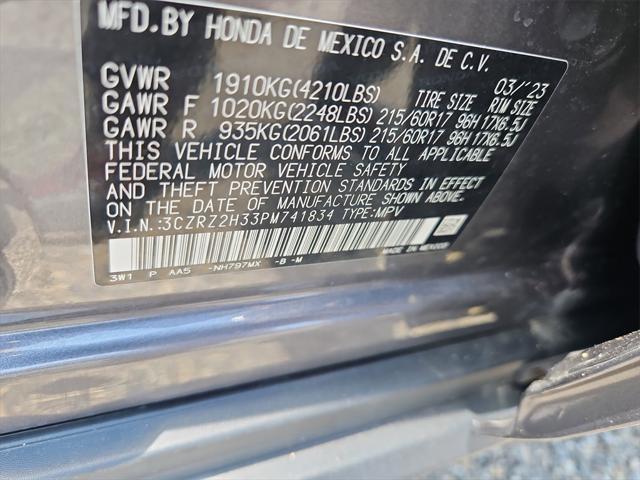 MFD.BY HONDA DE MEXICO S.A. DE C.V.
03/'23
GVWR 1910KG(4210LBS) TIRE SIZE RIM SIZE
GAWR F 1020KG(2248LBS) 215/60R17 96H 17X6.5J
GAWR R 935KG(2061LBS) 215/60R17 96H 17X6.5J
THIS VEHICLE CONFORMS TO ALL APPLICABLE
FEDERAL MOTOR VEHICLE SAFETY
AND THEFT PREVENTION STANDARDS IN EFFECT
ON THE DATE OF MANUFACTURE SHOWN ABOVE.
V.I.N.:3CZRZ2H33PM741834 TYPE:MPV
MADE IN MEXICO
3W1 P AA5 -NH797MX -B -M